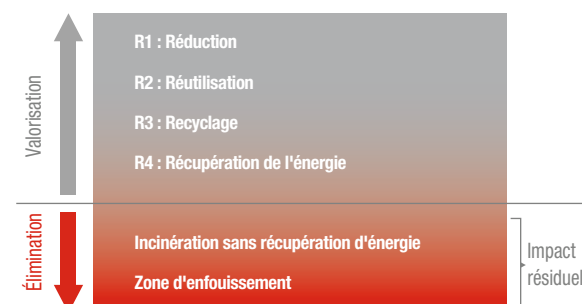 R1 : Réduction
R2 : Réutilisation
R3 : Recyclage
R4 : Récupération de l'énergie
Valorisation
Incinération sans récupération d'énergie
Zone d'enfouissement
Élimination
Impact
résiduel